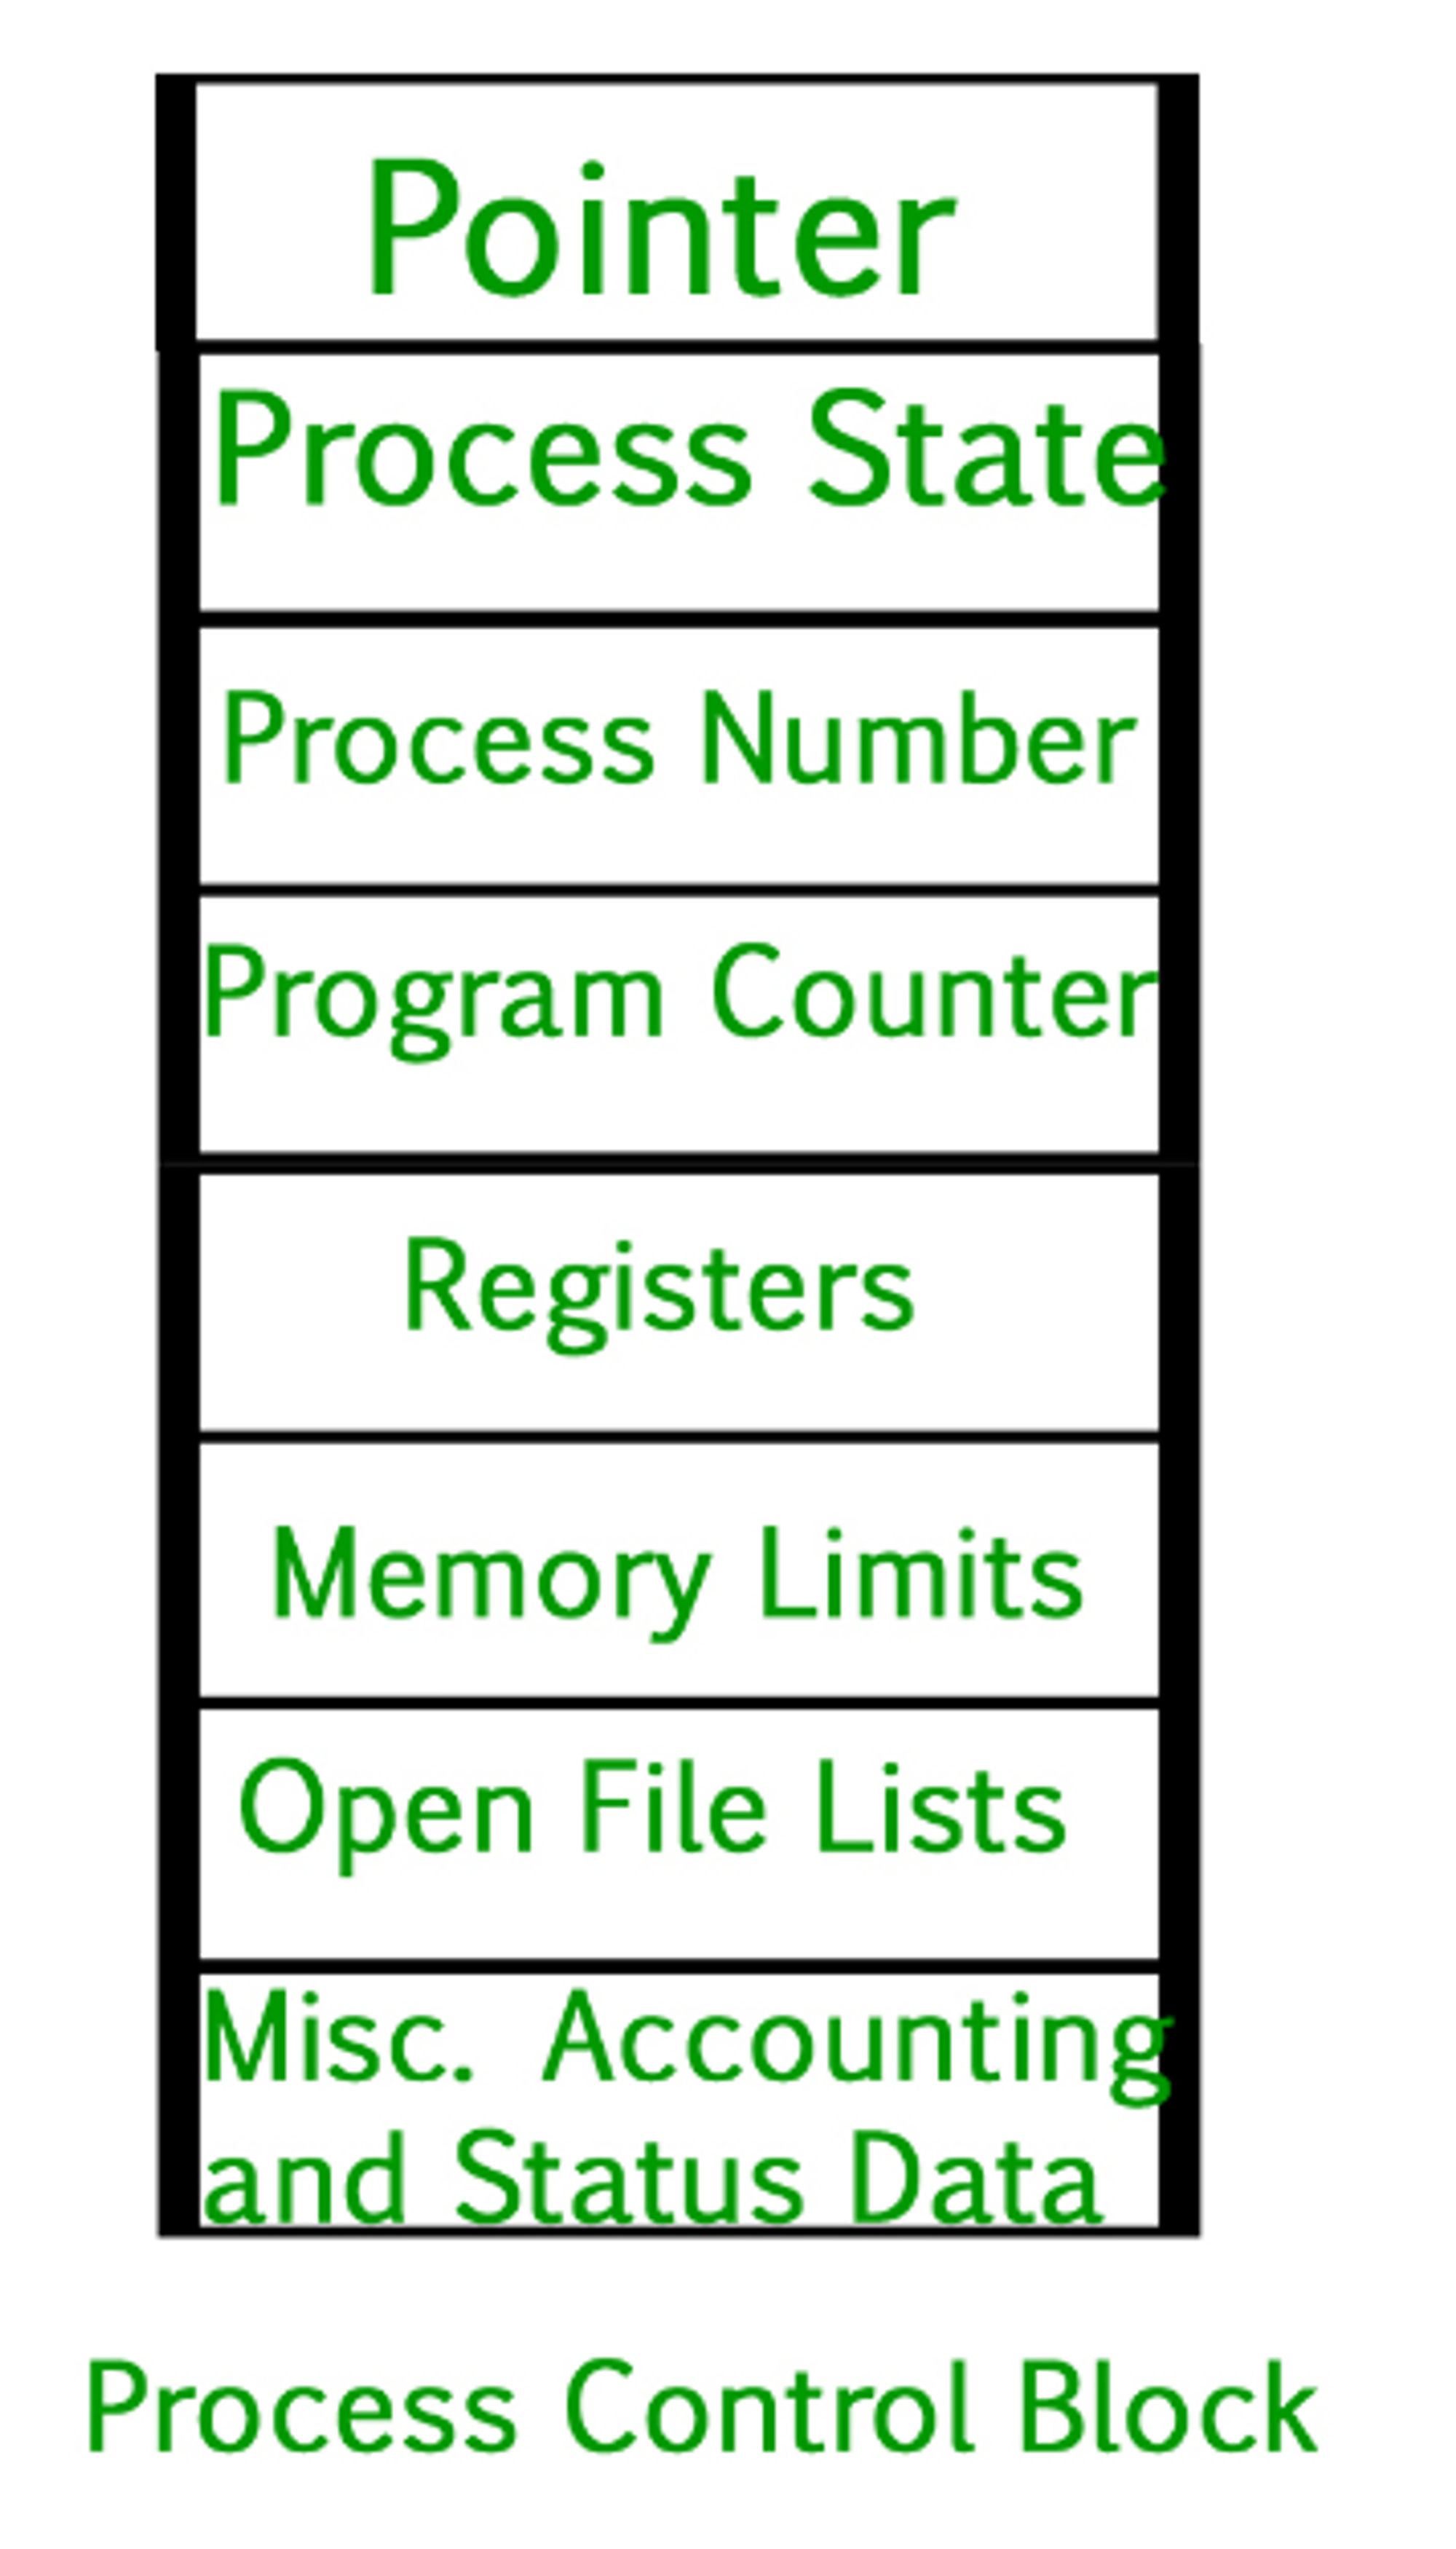 Pointer
Process State
Process Number
Program Counter
Registers
Memory Limits
Open File Lists
Misc. Accounting
and Status Data
Process Control Block